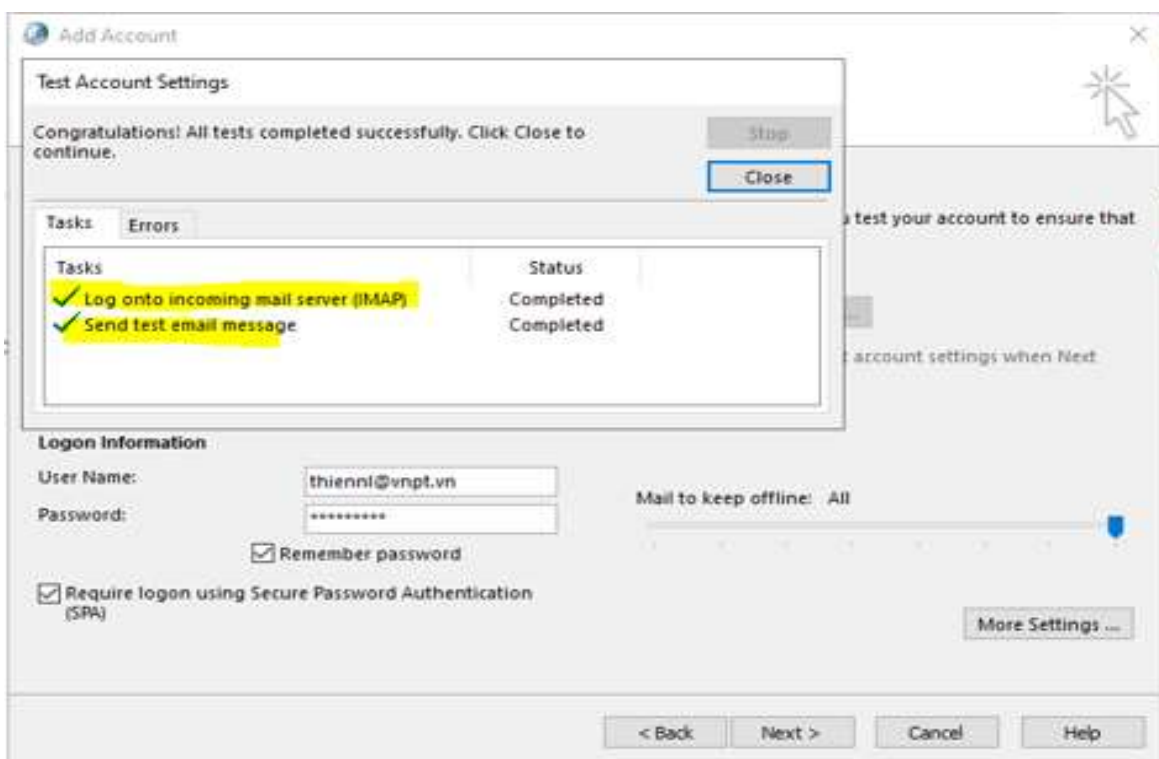 Add Account
Test Account Settings
Congratulations! All tests completed successfully. Click Close to
continue.
Stop
Close
Tasks Errors
test your account to ensure that
Tasks Status
Log onto incoming mail server (IMAP) Completed
Send test email message Completed
account settings when Next
Logon Information
User Name: thiennl@vnpt.vn
Password: *********
Mail to keep offline: All
Remember password
Require logon using Secure Password Authentication
(SPA)
More Settings ...
< Back Next > Cancel Help